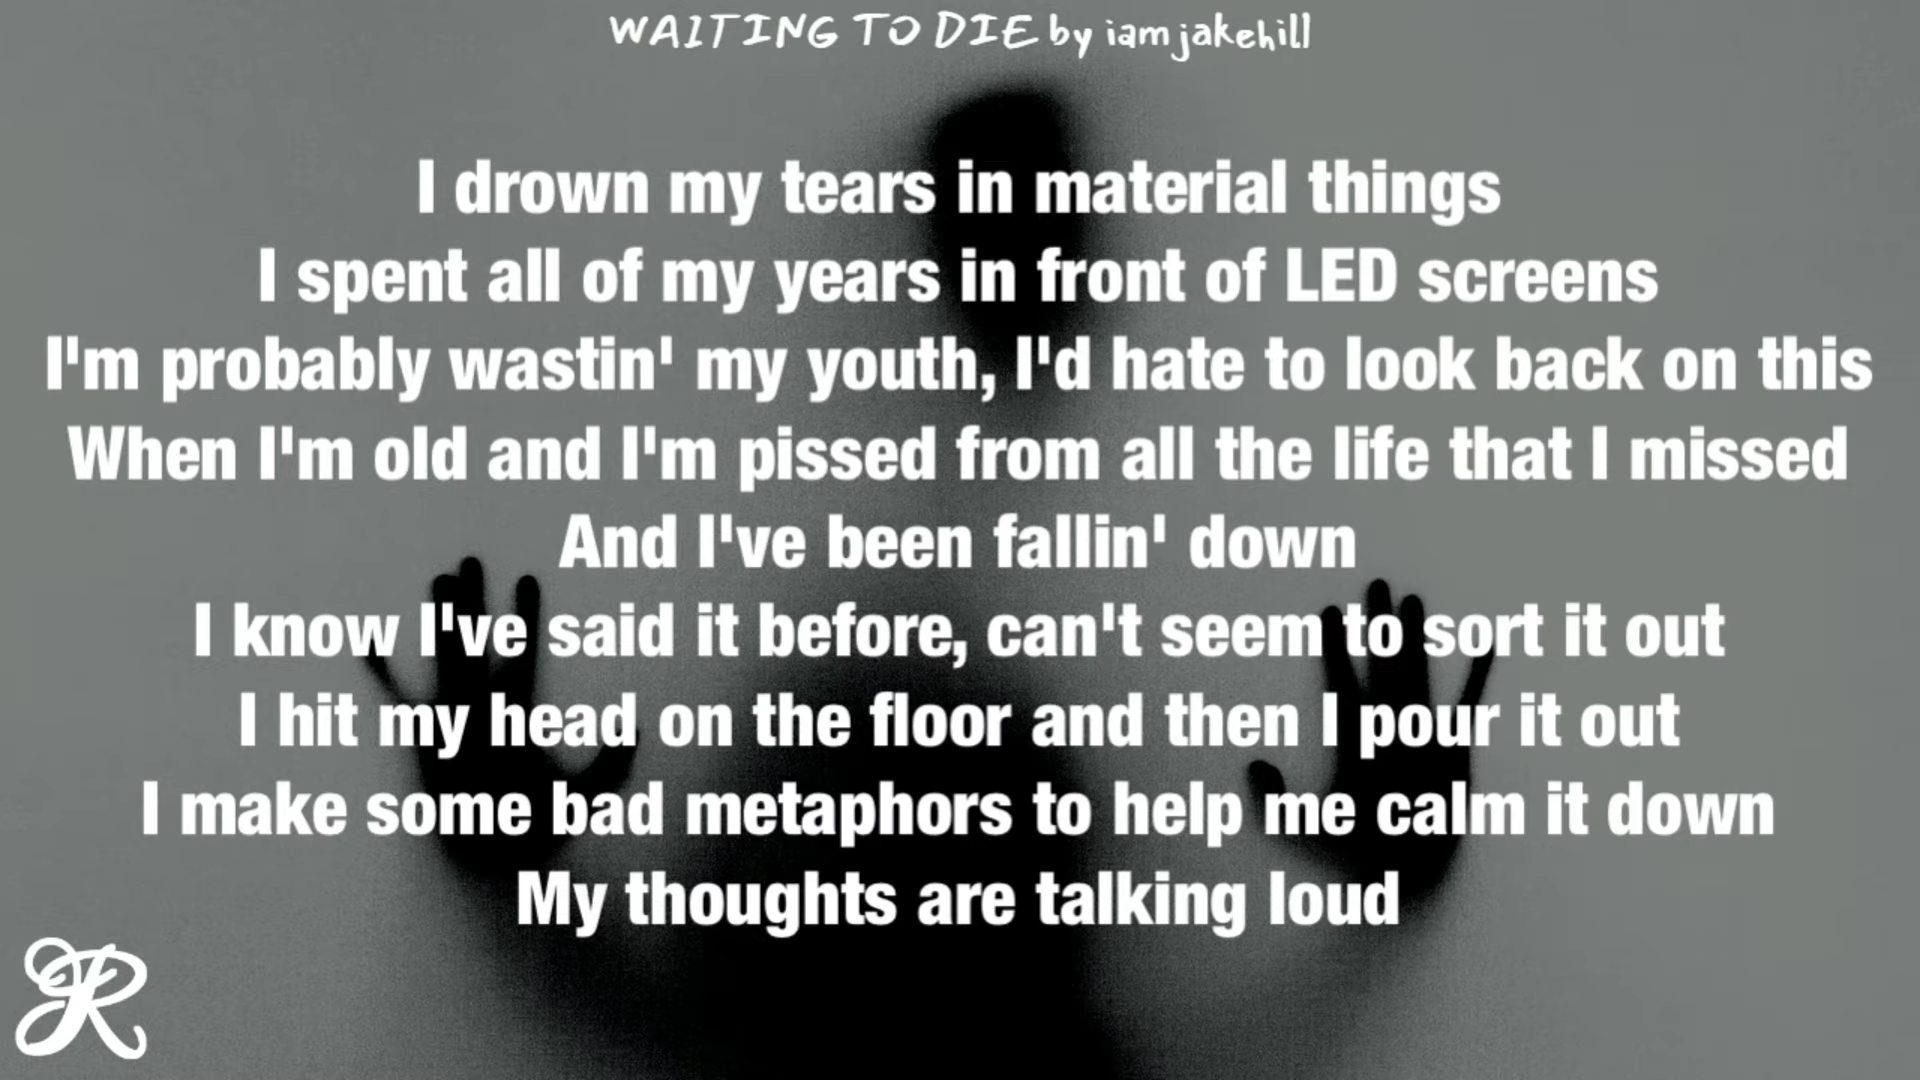 WAITING TO DIE by iamjakehill
I drown my tears in material things
I spent all of my years in front of LED screens
I'm probably wastin' my youth, I'd hate to look back on this
When I'm old and I'm pissed from all the life that I missed
And I've been fallin' down
I know I've said it before, can't seem to sort it out
I hit my head on the floor and then I pour it out
I make some bad metaphors to help me calm it down
My thoughts are talking loud
R